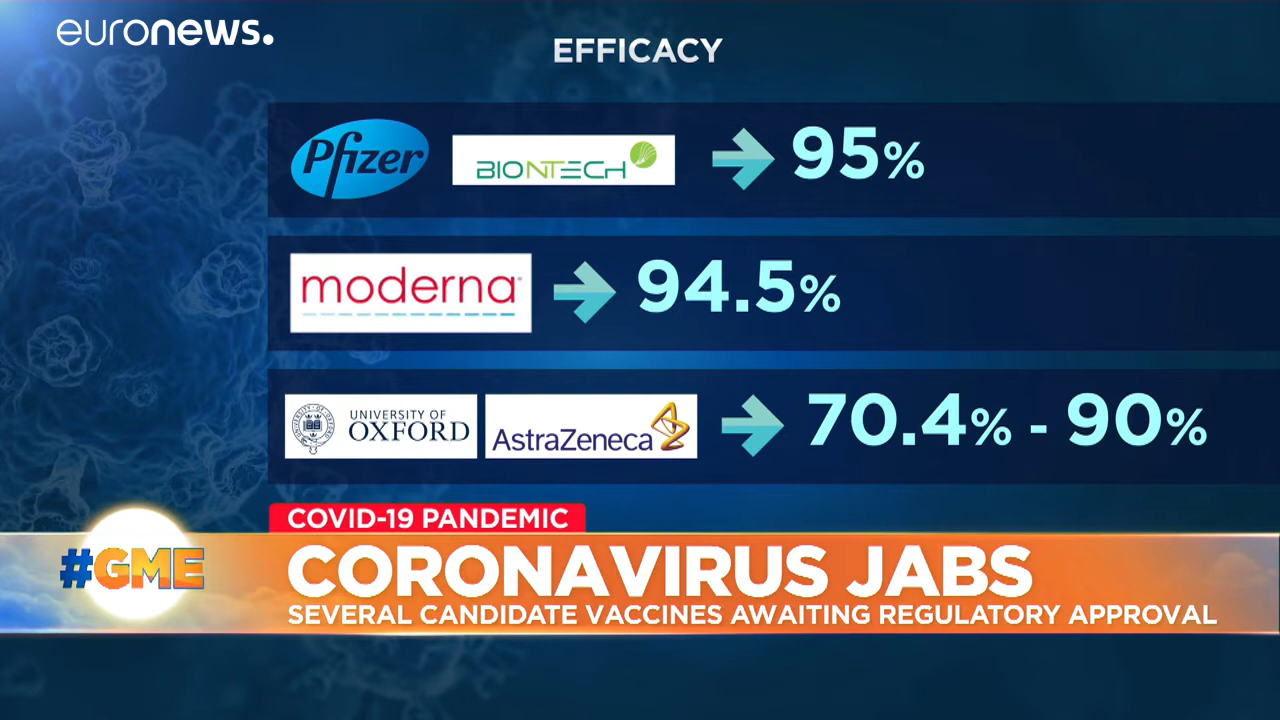 euronews.
EFFICACY
Pfizer BIONTECH 95%
moderna 94.5%
UNIVERSITY OF
OXFORD AstraZeneca 70.4% - 90%
COVID-19 PANDEMIC
#GME
CORONAVIRUS JABS
SEVERAL CANDIDATE VACCINES AWAITING REGULATORY APPROVAL